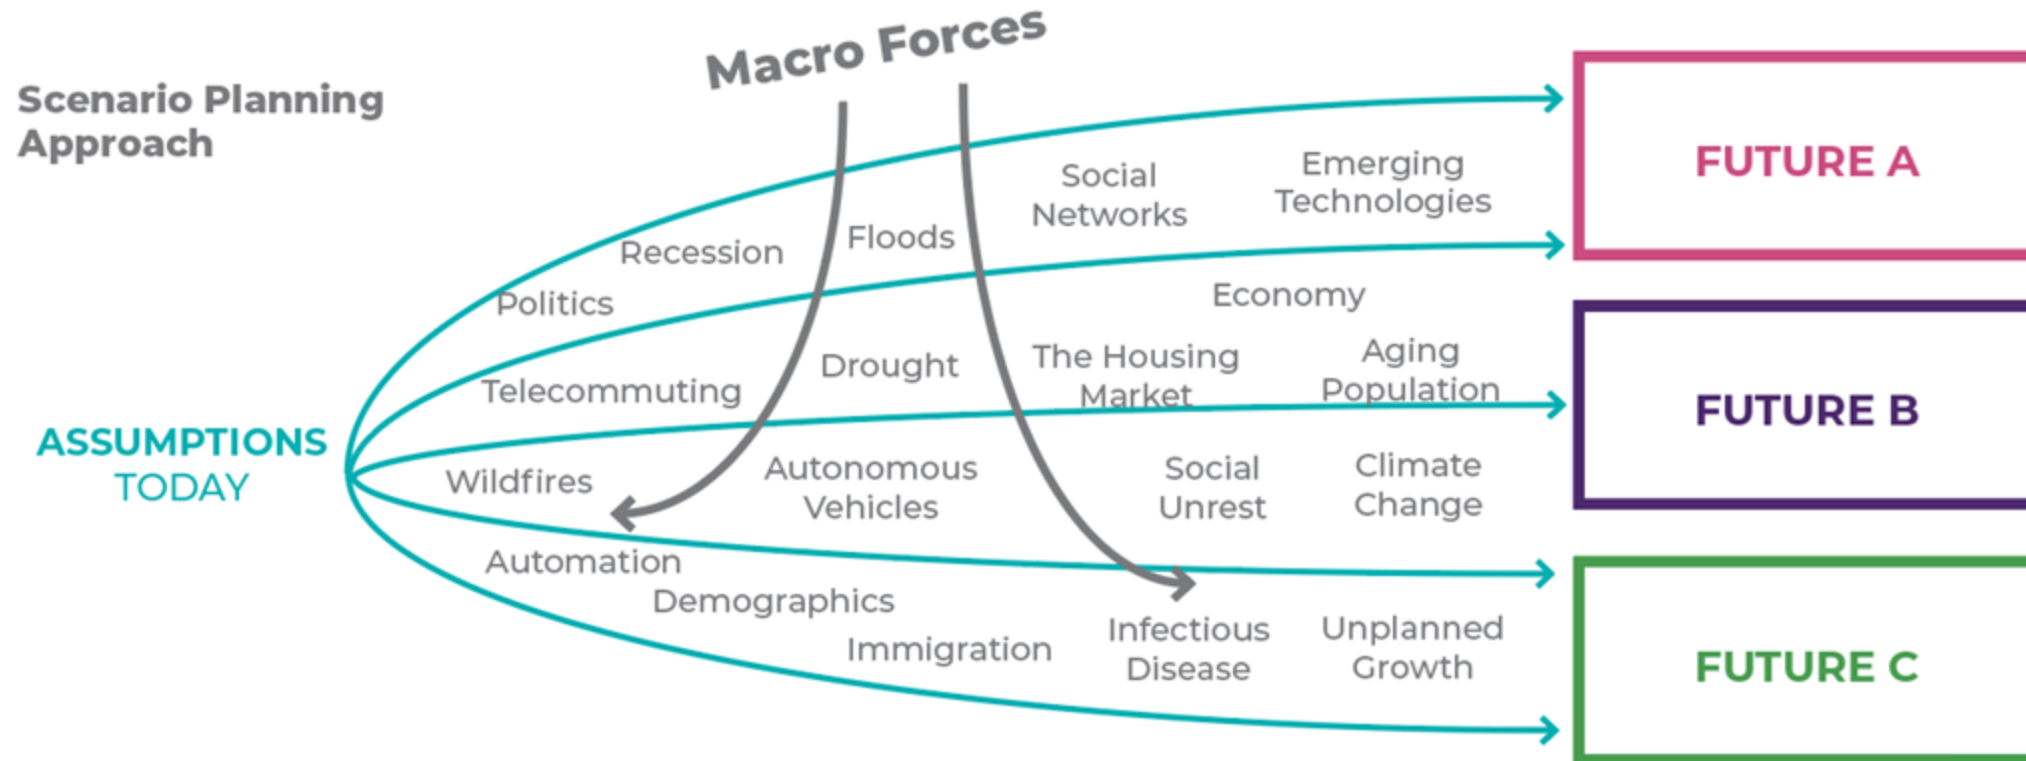 Macro Forces
Scenario Planning
Approach
FUTURE A
Social
Networks
Emerging
Technologies
Recession
Floods
Politics
Economy
Telecommuting
Drought
The Housing
Market
Aging
Population
FUTURE B
ASSUMPTIONS
TODAY
Wildfires
Autonomous
Vehicles
Social
Unrest
Climate
Change
Automation
Demographics
Immigration
Infectious
Disease
Unplanned
Growth
FUTURE C